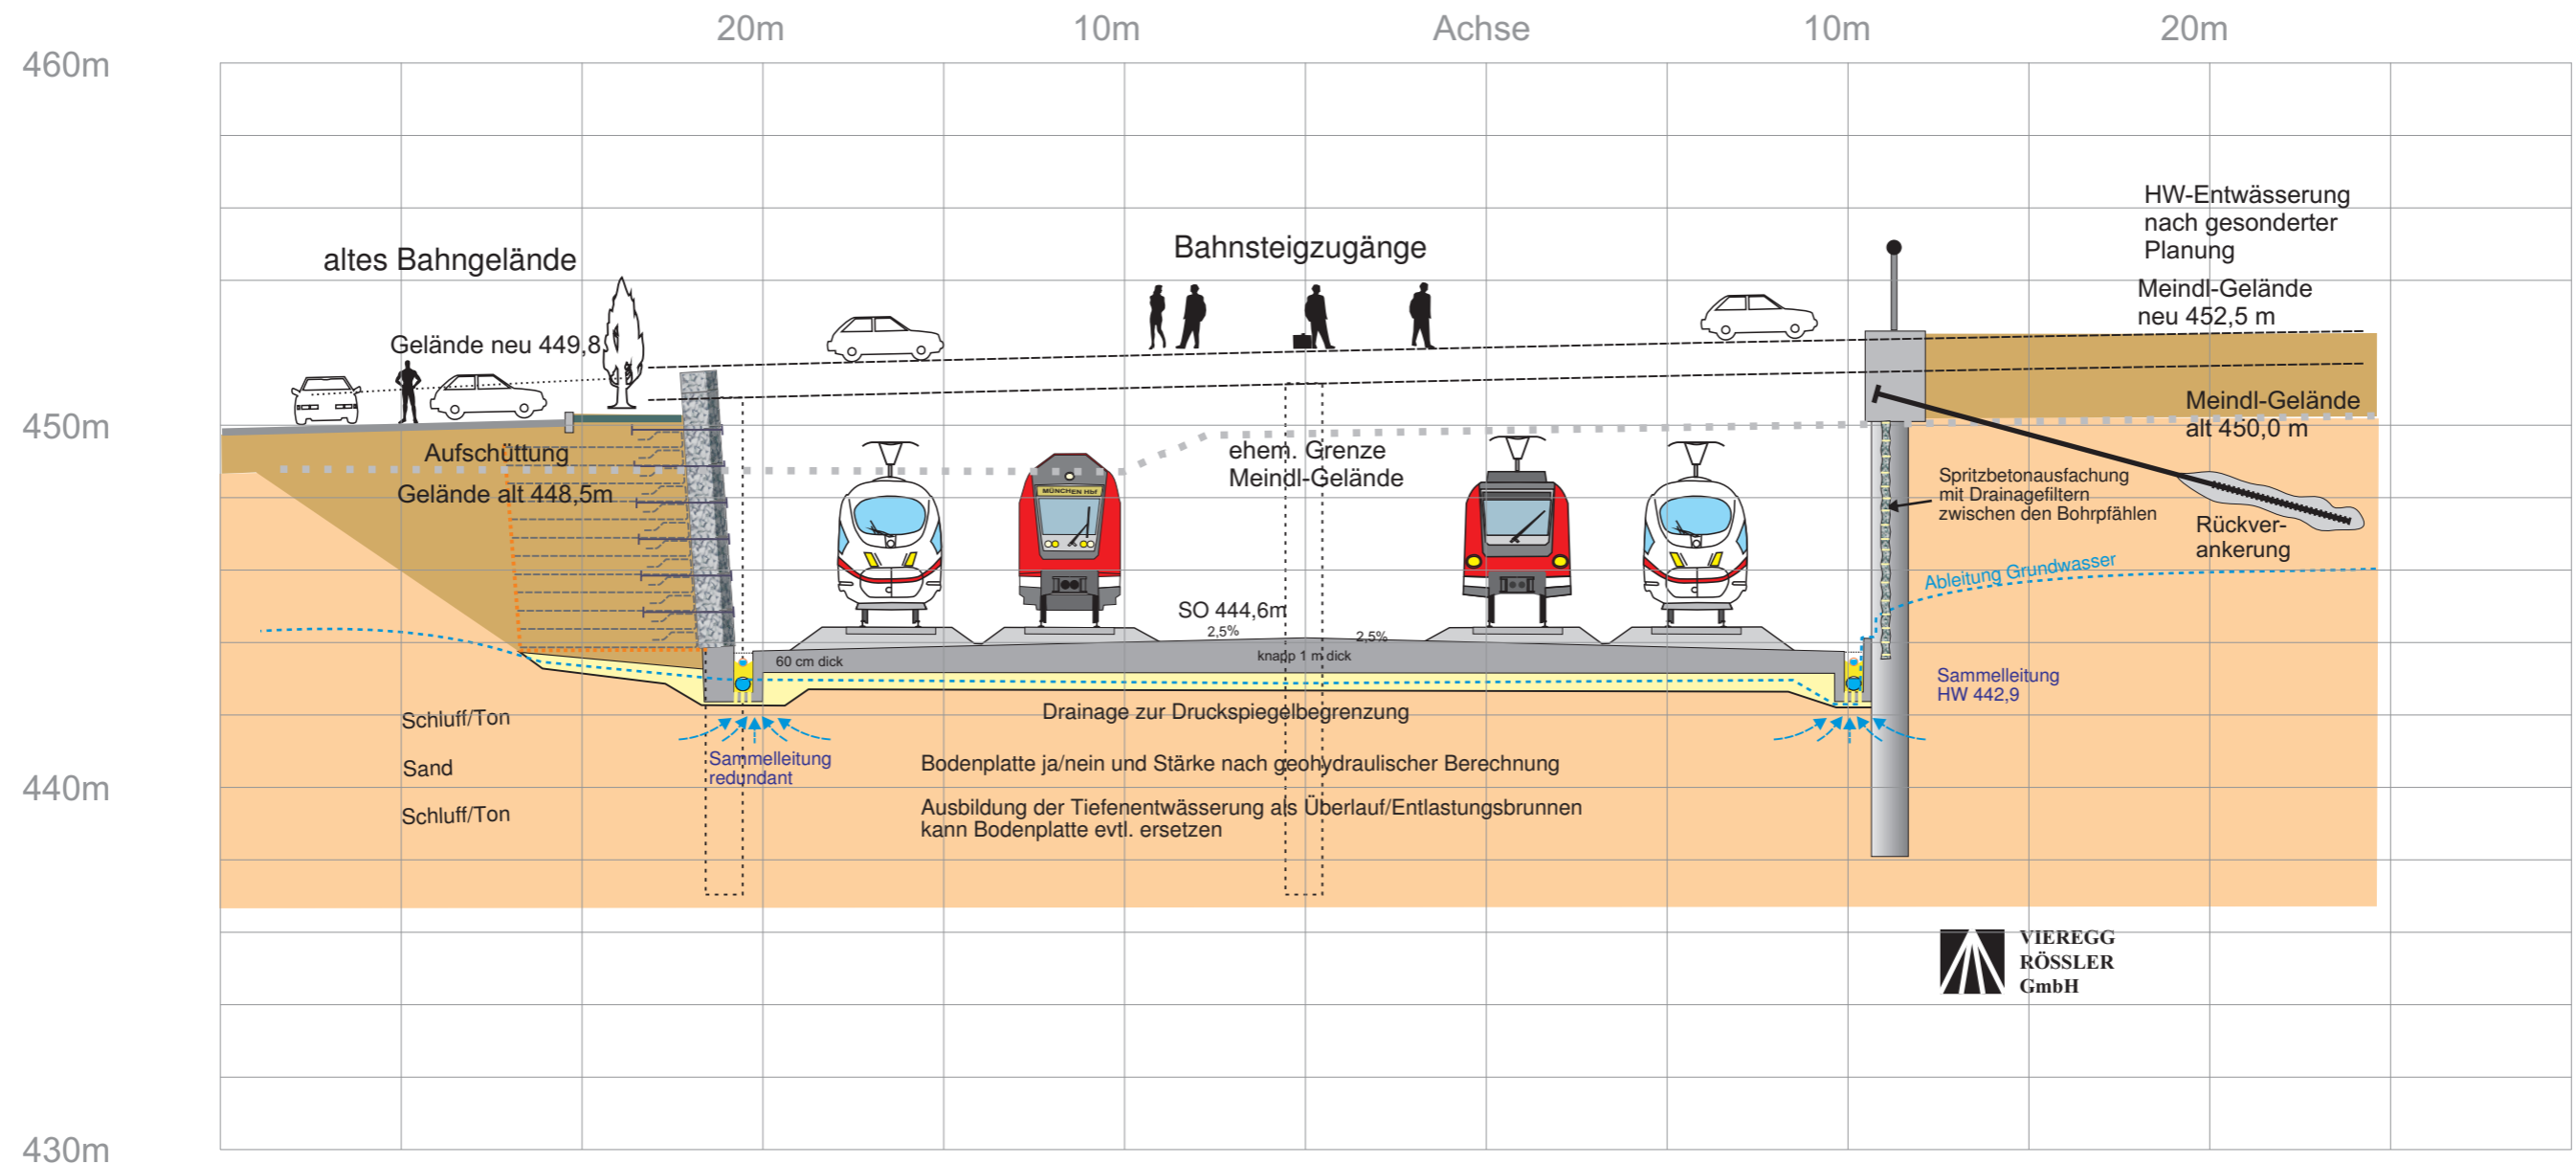 20m 10m Achse 10m 20m
460m
HW-Entwässerung
nach gesonderter
Planung
altes Bahngelände
Bahnsteigzugänge
Meindl-Gelände
neu 452,5 m
Gelände neu 449,8
450m
Meindl-Gelände
alt 450,0 m
Aufschüttung
Gelände alt 448,5m
ehem. Grenze
Meindl-Gelände
MÜNCHEN Hbf
Spritzbetonausfachung
mit Drainagefiltern
zwischen den Bohrpfählen
Rückver-
ankerung
Ableitung Grundwasser
SO 444,6m
2,5%
2,5%
60 cm dick
knapp 1 m dick
Sammelleitung
HW 442,9
Schluff/Ton
Drainage zur Druckspiegelbegrenzung
Sammelleitung
redundant
Sand
Bodenplatte ja/nein und Stärke nach geohydraulischer Berechnung
440m
Schluff/Ton
Ausbildung der Tiefenentwässerung als Überlauf/Entlastungsbrunnen
kann Bodenplatte evtl. ersetzen
VIEREGG
RÖSSLER
GmbH
430m